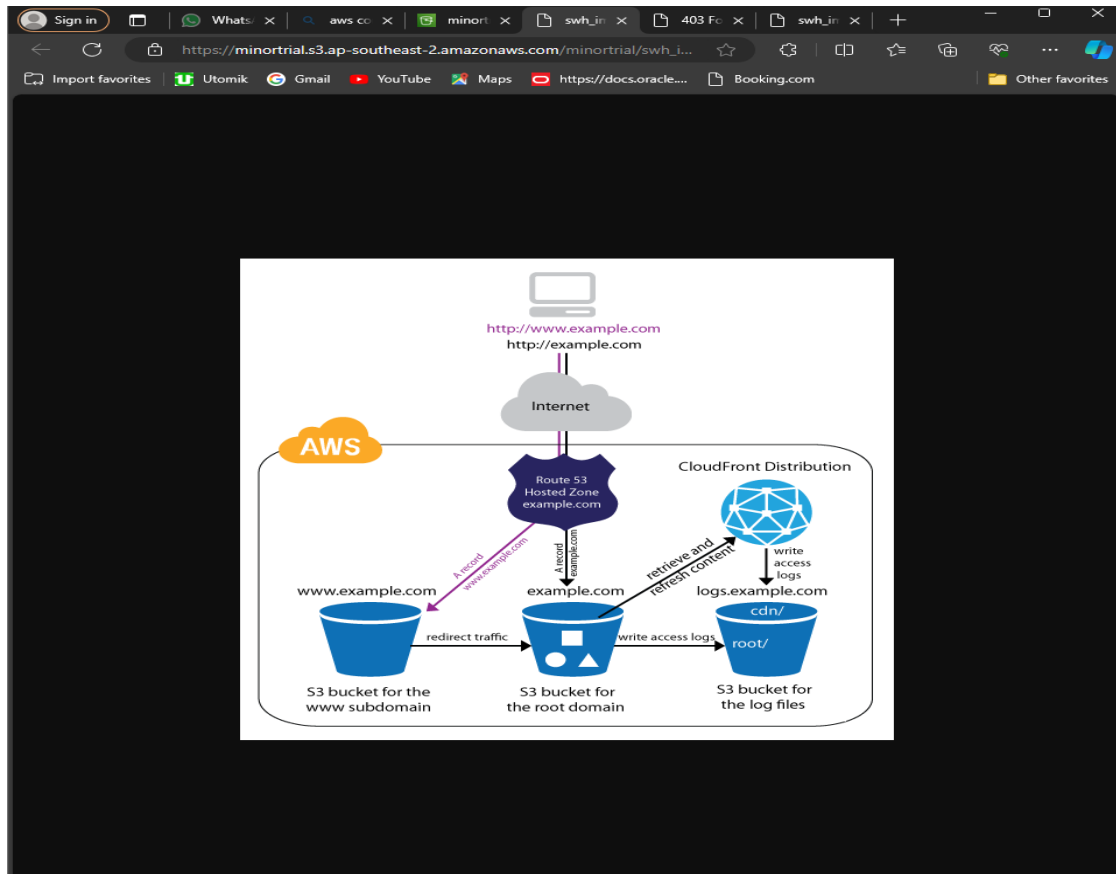 Sign in
Whats
aws co
minort
swh_in
403 Fo
swh_in
https://minortrial.s3.ap-southeast-2.amazonaws.com/minortrial/swh_i...
Import favorites
Utomik
Gmail
YouTube
Maps
https://docs.oracle....
Booking.com
Other favorites
http://www.example.com
http://example.com
Internet
AWS
Route 53
Hosted Zone
example.com
CloudFront Distribution
A record
www.example.com
A record
example.com
retrieve and
refresh content
write
access
logs
www.example.com
example.com
logs.example.com
cdn/
redirect traffic
write access logs
root/
S3 bucket for the
www subdomain
S3 bucket for
the root domain
S3 bucket for
the log files